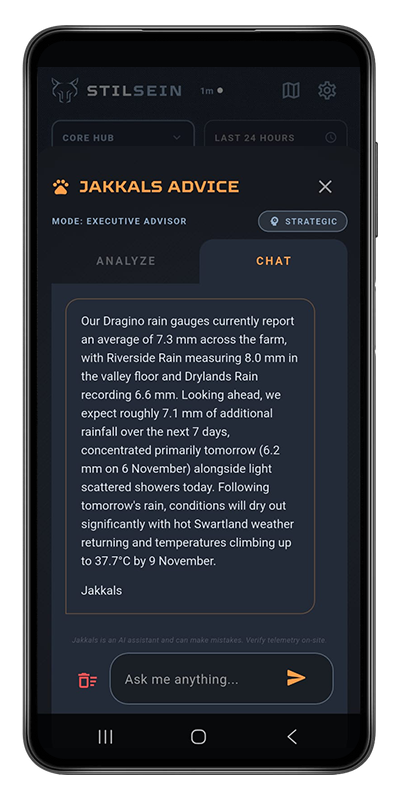 STILSEIN 1m
CORE HUB LAST 24 HOURS
JAKKALS ADVICE
MODE: EXECUTIVE ADVISOR STRATEGIC
ANALYZE CHAT
Our Dragino rain gauges currently report
an average of 7.3 mm across the farm,
with Riverside Rain measuring 8.0 mm in
the valley floor and Drylands Rain
recording 6.6 mm. Looking ahead, we
expect roughly 7.1 mm of additional
rainfall over the next 7 days,
concentrated primarily tomorrow (6.2
mm on 6 November) alongside light
scattered showers today. Following
tomorrow's rain, conditions will dry out
significantly with hot Swartland weather
returning and temperatures climbing up
to 37.7°C by 9 November.
Jakkals
Jakkals is an AI assistant and can make mistakes. Verify telemetry on-site.
Ask me anything...